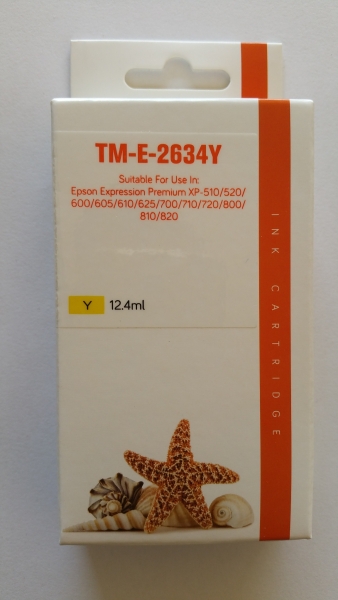 TM-E-2634Y
Suitable For Use In:
Epson Expression Premium XP-510/520/
600/605/610/625/700/710/720/800/
810/820
Y 12.4ml
INK CARTRIDGE